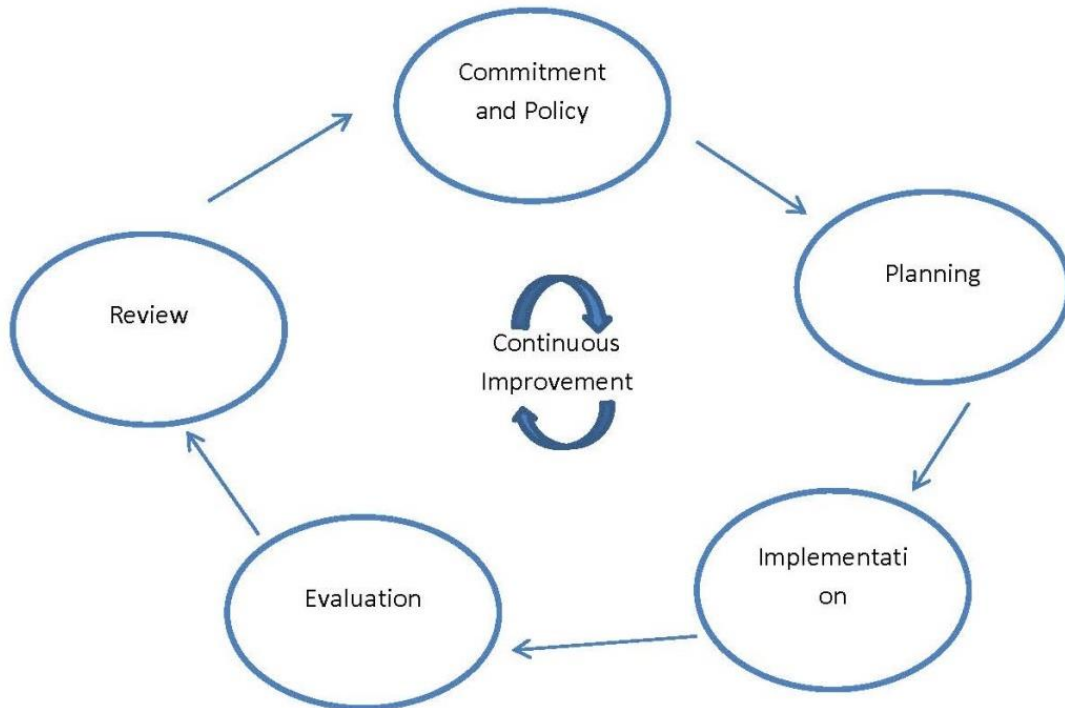 Commitment
and Policy
Planning
Implementati
on
Evaluation
Review
Continuous
Improvement